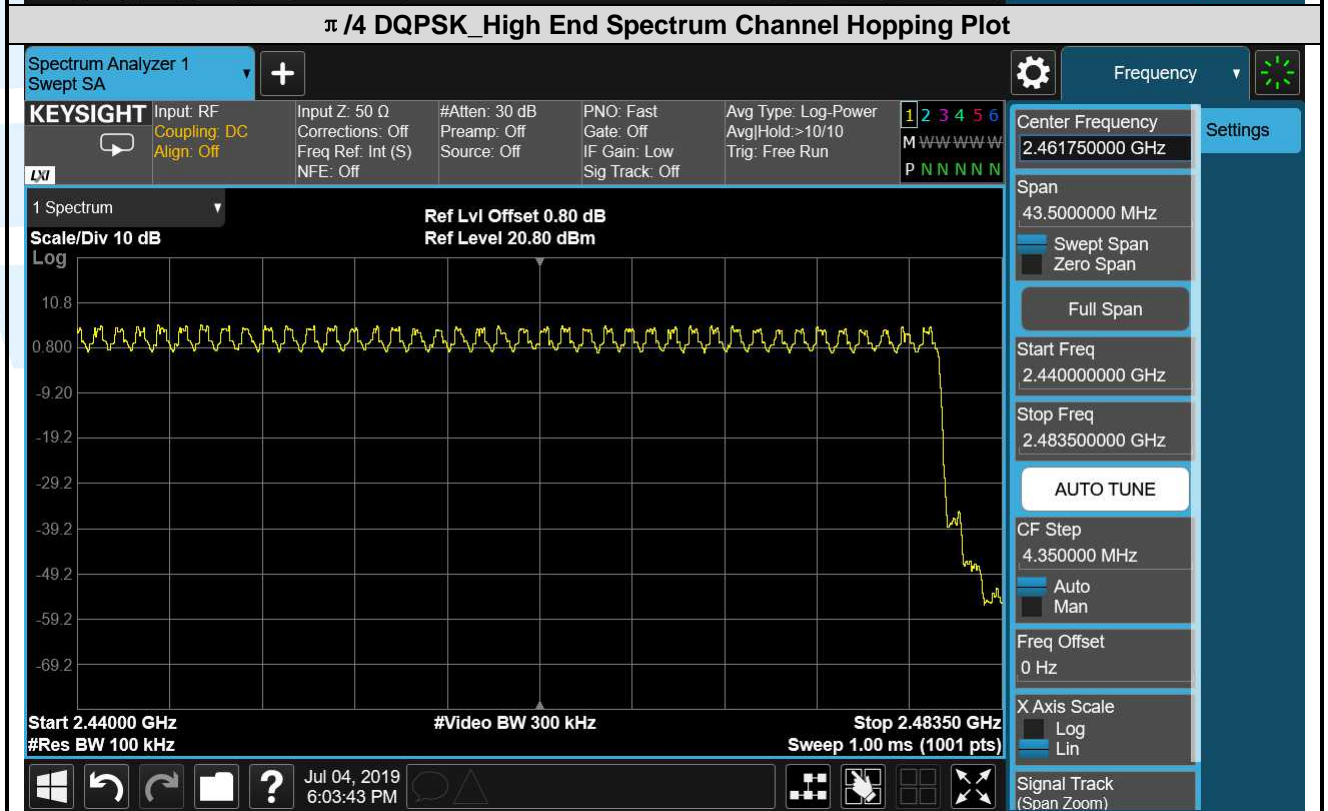 π/4 DQPSK_High End Spectrum Channel Hopping Plot
Spectrum Analyzer 1
Swept SA
+
Frequency
KEYSIGHT
LXI
Input: RF
Coupling: DC
Align: Off
Input Z: 50 Ω
Corrections: Off
Freq Ref: Int (S)
NFE: Off
#Atten: 30 dB
Preamp: Off
Source: Off
PNO: Fast
Gate: Off
IF Gain: Low
Sig Track: Off
Avg Type: Log-Power
Avg|Hold:>10/10
Trig: Free Run
1 2 3 4 5 6
M W W W W W
P N N N N N
Center Frequency
2.461750000 GHz
Settings
Span
43.5000000 MHz
Swept Span
Zero Span
Full Span
Start Freq
2.440000000 GHz
Stop Freq
2.483500000 GHz
AUTO TUNE
CF Step
4.350000 MHz
Auto
Man
Freq Offset
0 Hz
X Axis Scale
Log
Lin
Signal Track
(Span Zoom)
1 Spectrum
Scale/Div 10 dB
Log
Ref Lvl Offset 0.80 dB
Ref Level 20.80 dBm
10.8
0.800
-9.20
-19.2
-29.2
-39.2
-49.2
-59.2
-69.2
Start 2.44000 GHz
#Res BW 100 kHz
#Video BW 300 kHz
Stop 2.48350 GHz
Sweep 1.00 ms (1001 pts)
?
Jul 04, 2019
6:03:43 PM